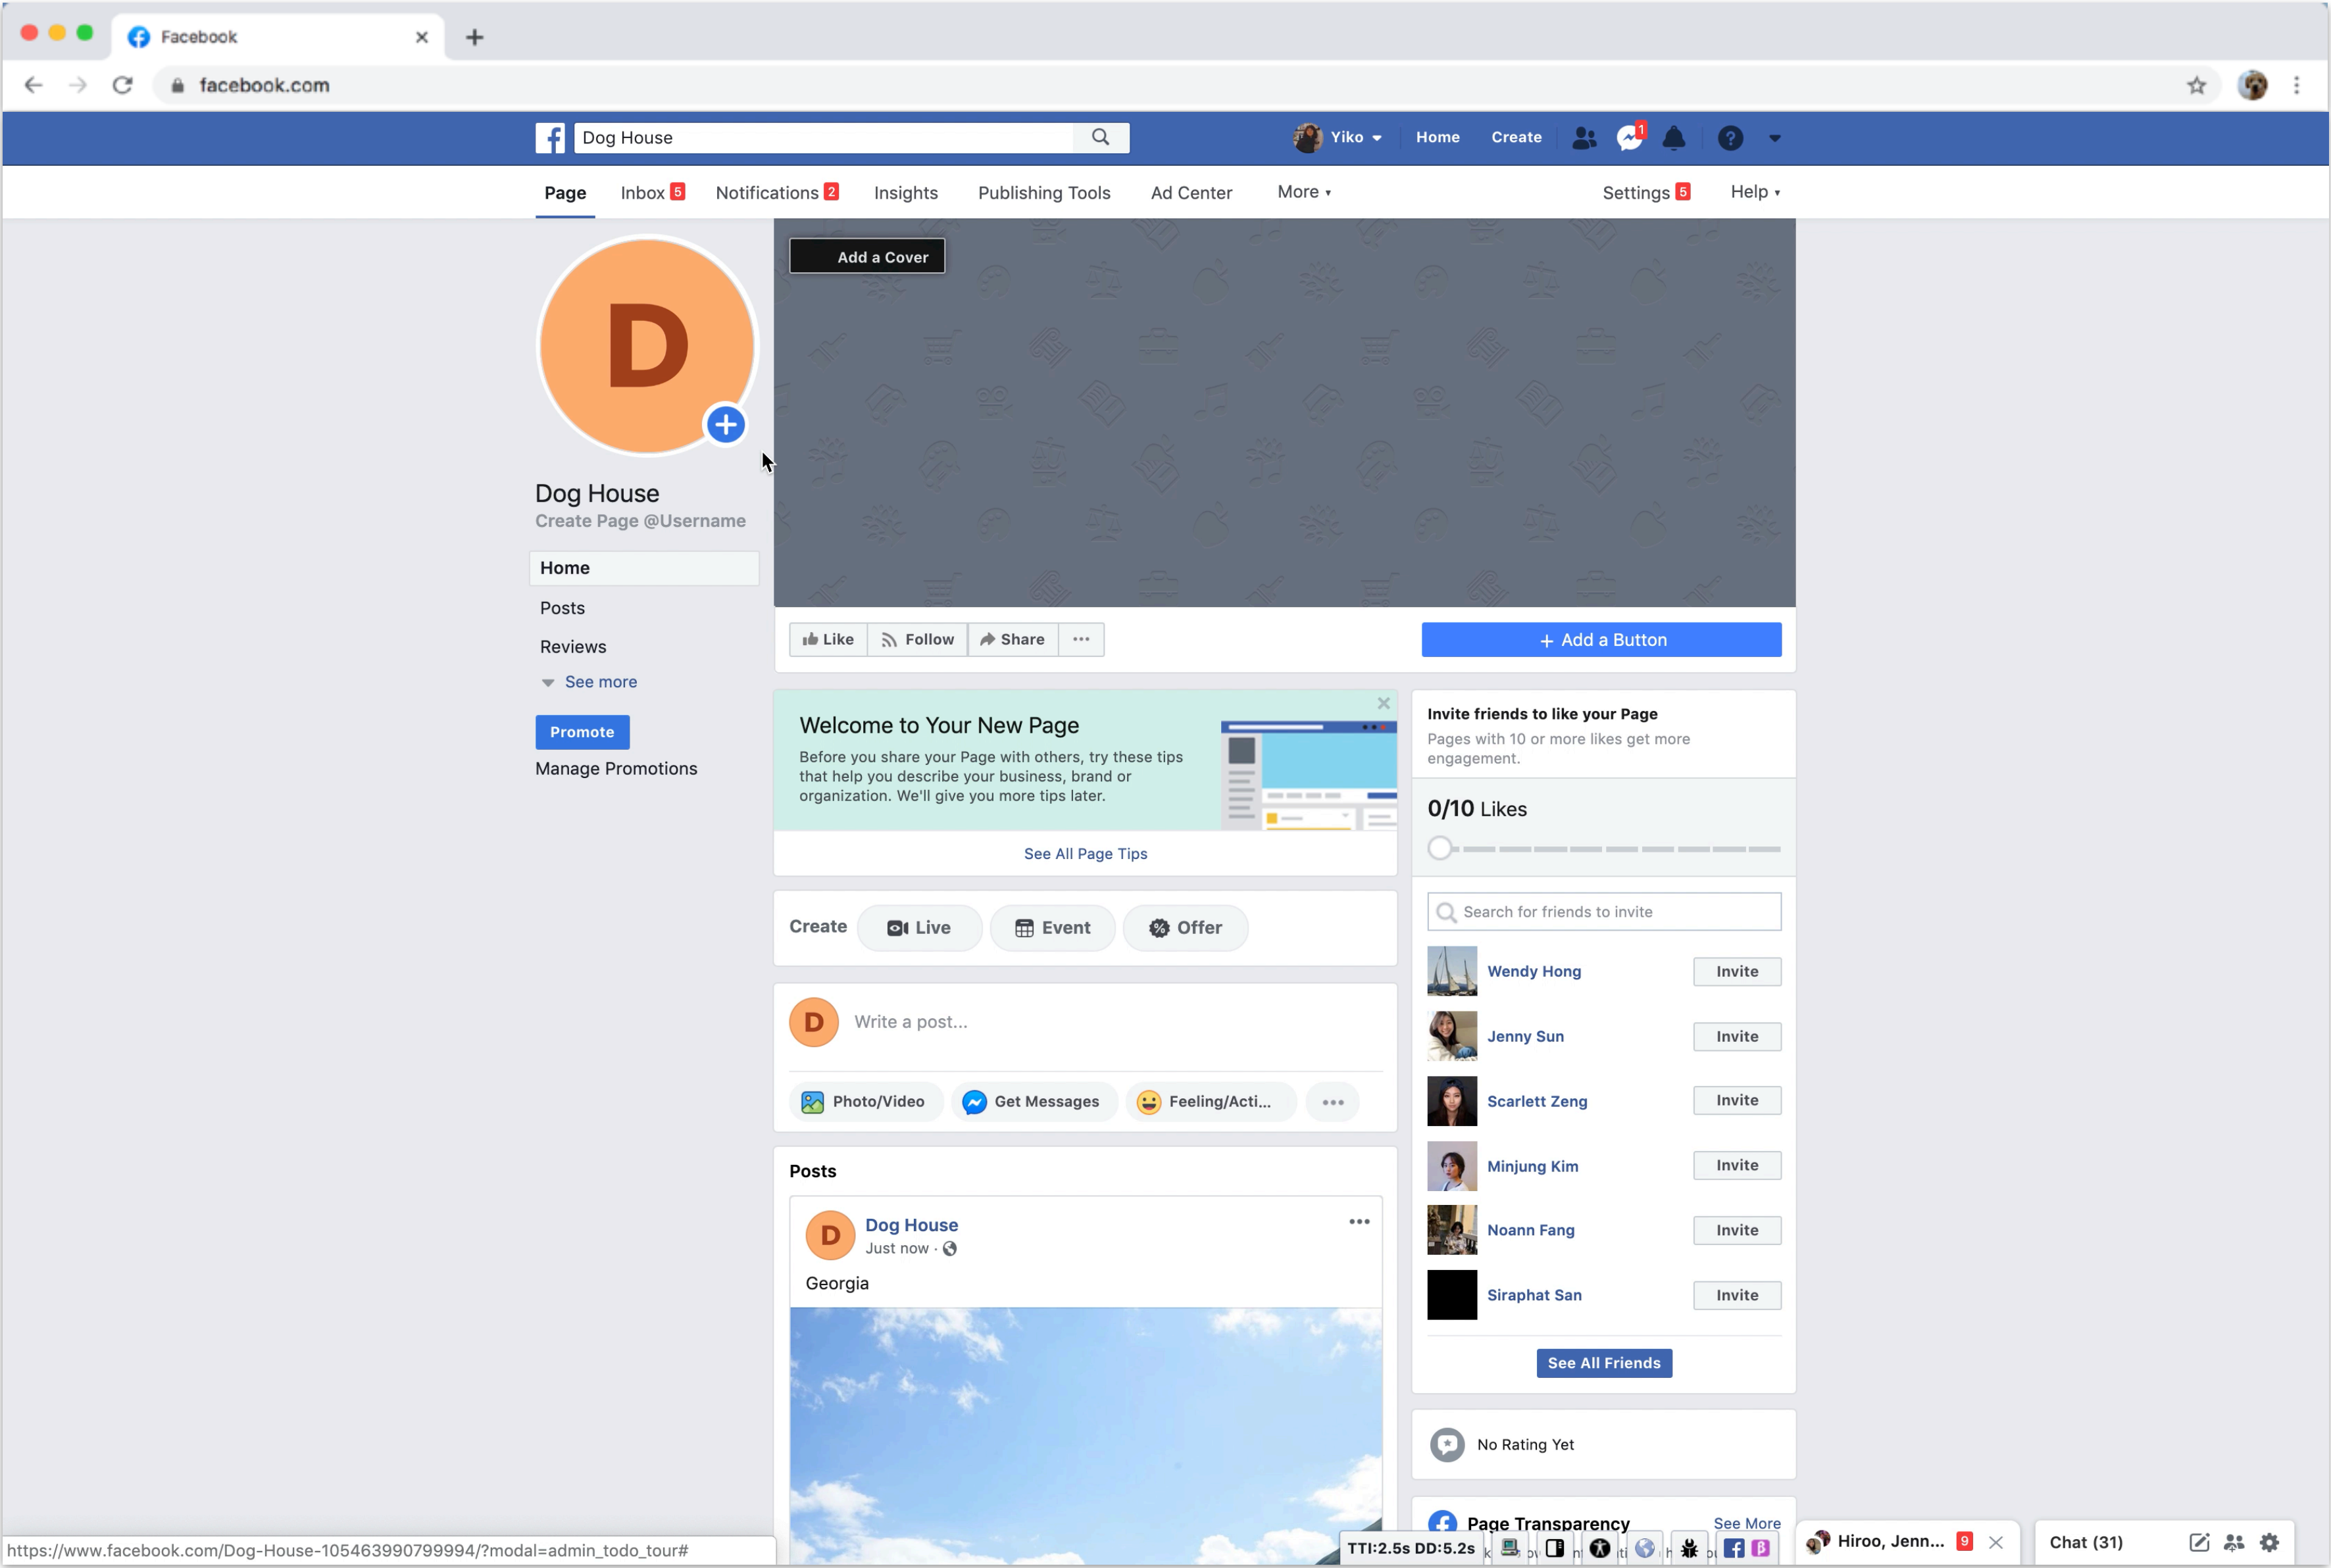 Facebook
facebook.com
Dog House
Yiko
Home
Create
1
Page
Inbox 5
Notifications 2
Insights
Publishing Tools
Ad Center
More
Settings 5
Help
D
Dog House
Create Page @Username
Home
Posts
Reviews
See more
Promote
Manage Promotions
Add a Cover
Like
Follow
Share
+ Add a Button
Welcome to Your New Page
Before you share your Page with others, try these tips
that help you describe your business, brand or
organization. We'll give you more tips later.
See All Page Tips
Create
Live
Event
Offer
D
Write a post...
Photo/Video
Get Messages
Feeling/Acti...
Posts
D
Dog House
Just now ·
Georgia
Invite friends to like your Page
Pages with 10 or more likes get more
engagement.
0/10 Likes
Search for friends to invite
Wendy Hong
Invite
Jenny Sun
Invite
Scarlett Zeng
Invite
Minjung Kim
Invite
Noann Fang
Invite
Siraphat San
Invite
See All Friends
No Rating Yet
Page Transparency
See More
https://www.facebook.com/Dog-House-105463990799994/?modal=admin_todo_tour#
TTI:2.5s DD:5.2s
Hiroo, Jenn... 9
Chat (31)